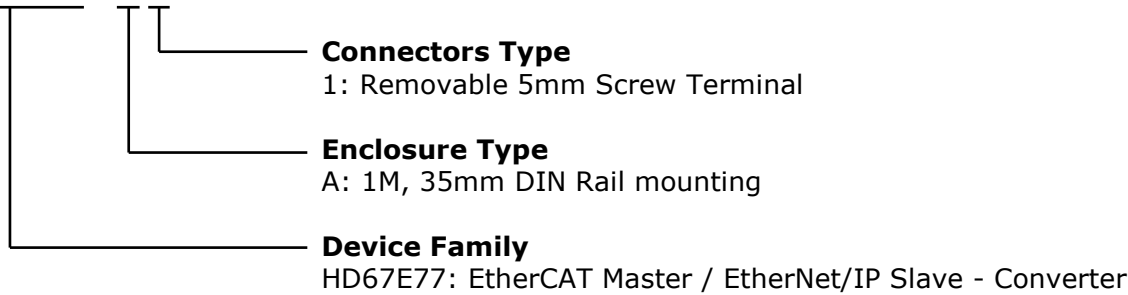 Connectors Type
1: Removable 5mm Screw Terminal
Enclosure Type
A: 1M, 35mm DIN Rail mounting
Device Family
HD67E77: EtherCAT Master / EtherNet/IP Slave - Converter